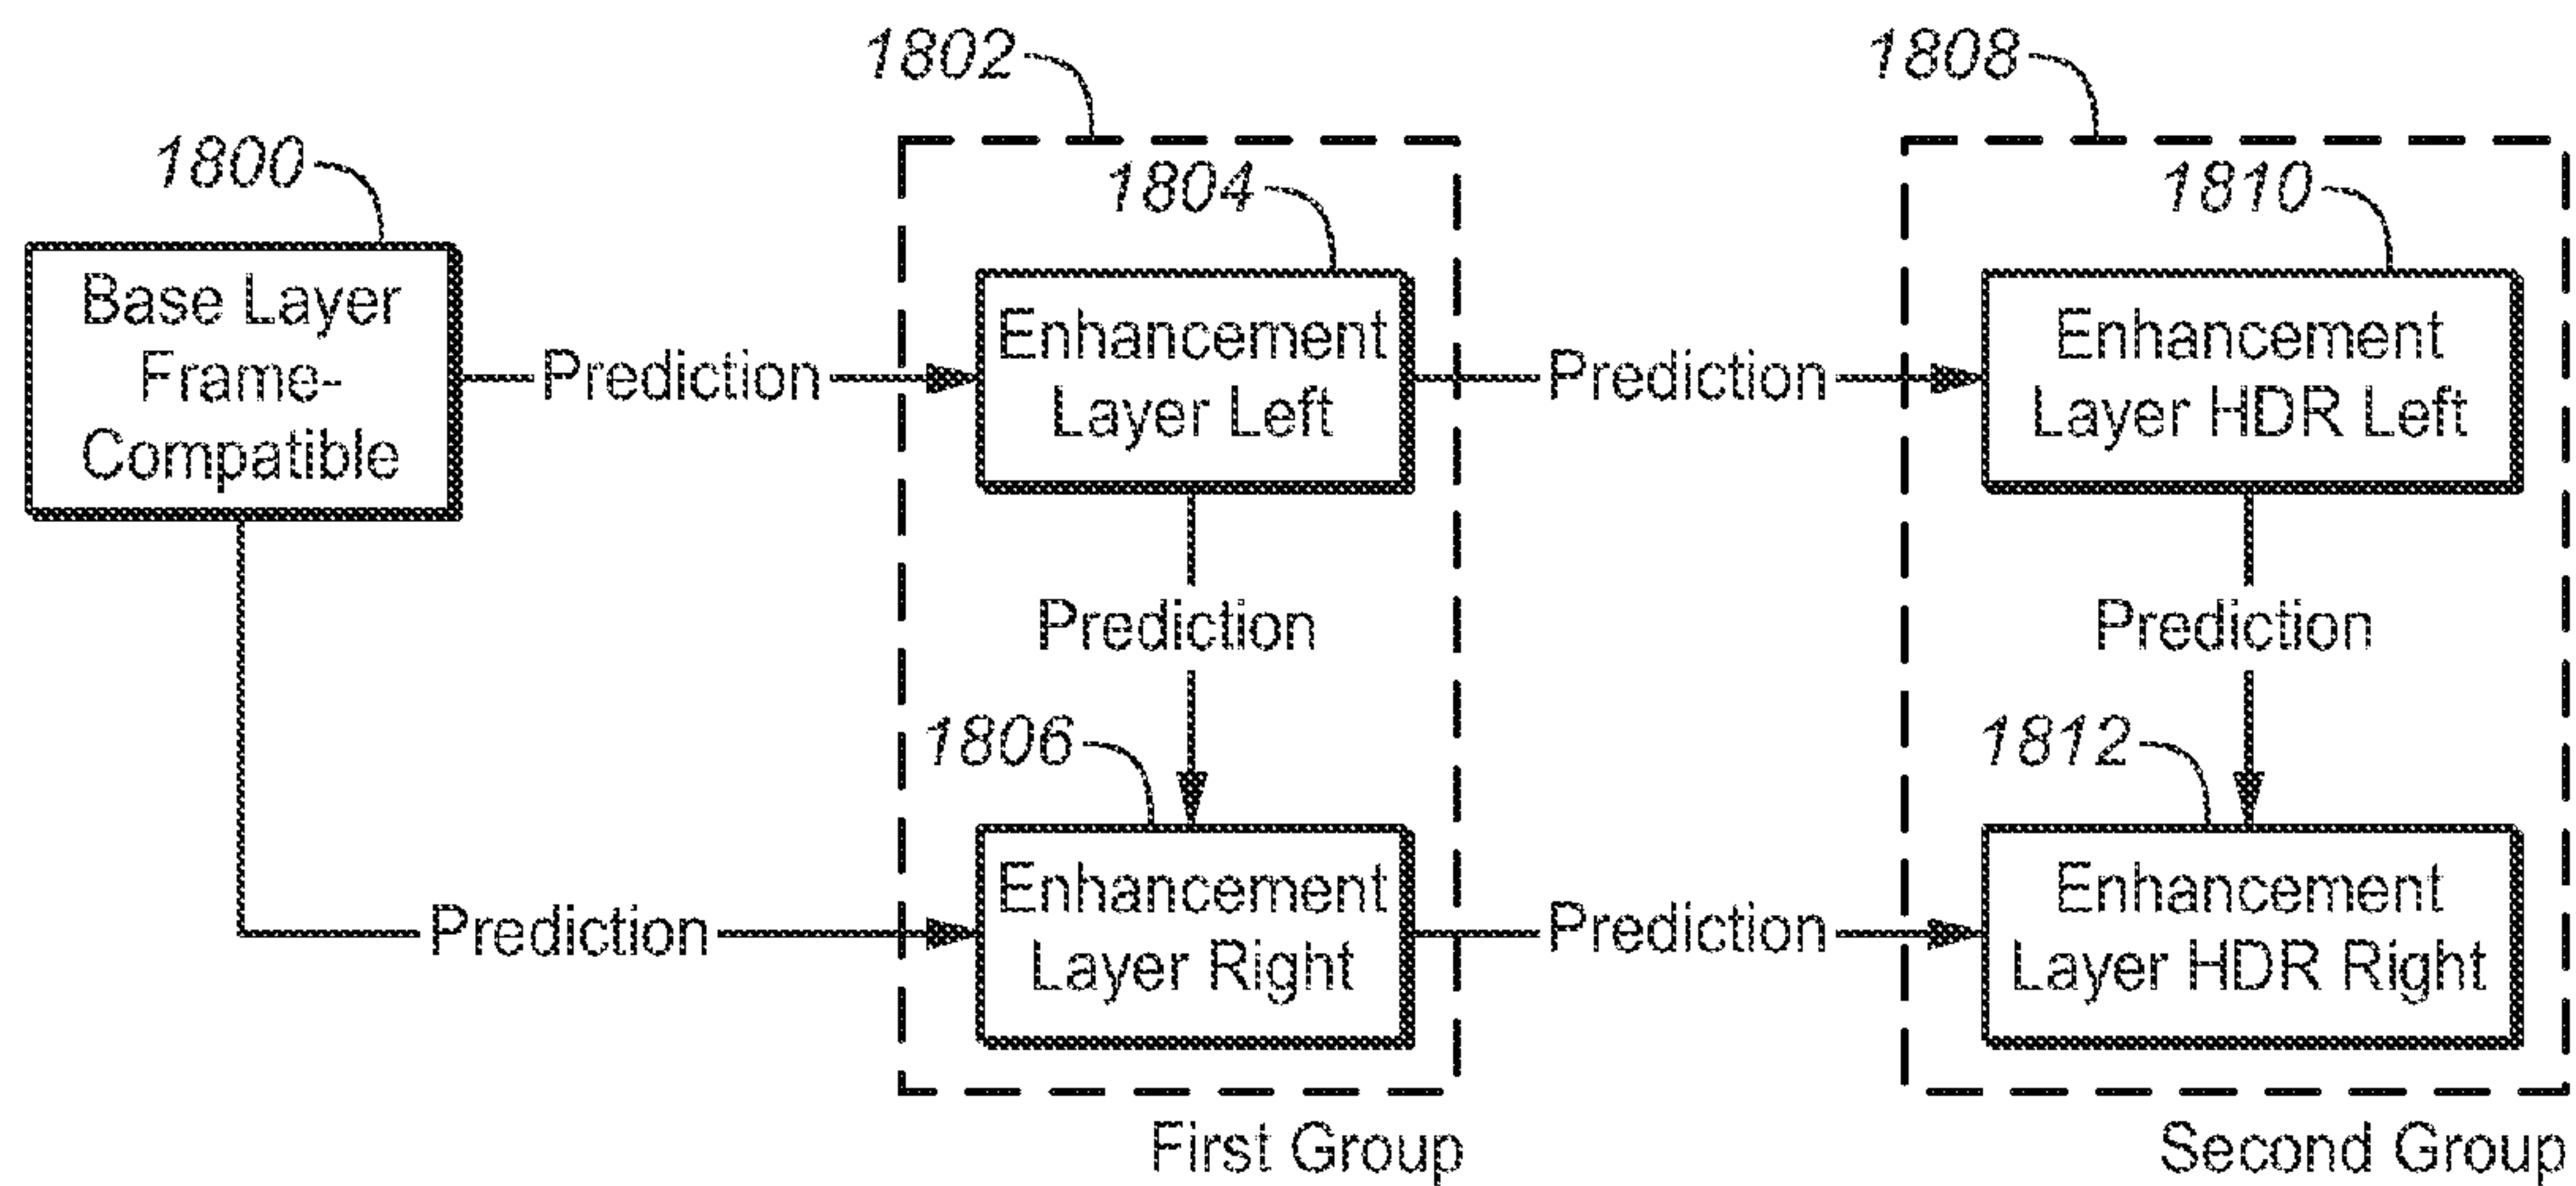 1802
1808
1800
1804
1810
Base Layer
Frame-
Compatible
Prediction
Enhancement
Layer Left
Prediction
Enhancement
Layer HDR Left
Prediction
Prediction
1806
1812
Prediction
Enhancement
Layer Right
Prediction
Enhancement
Layer HDR Right
First Group
Second Group